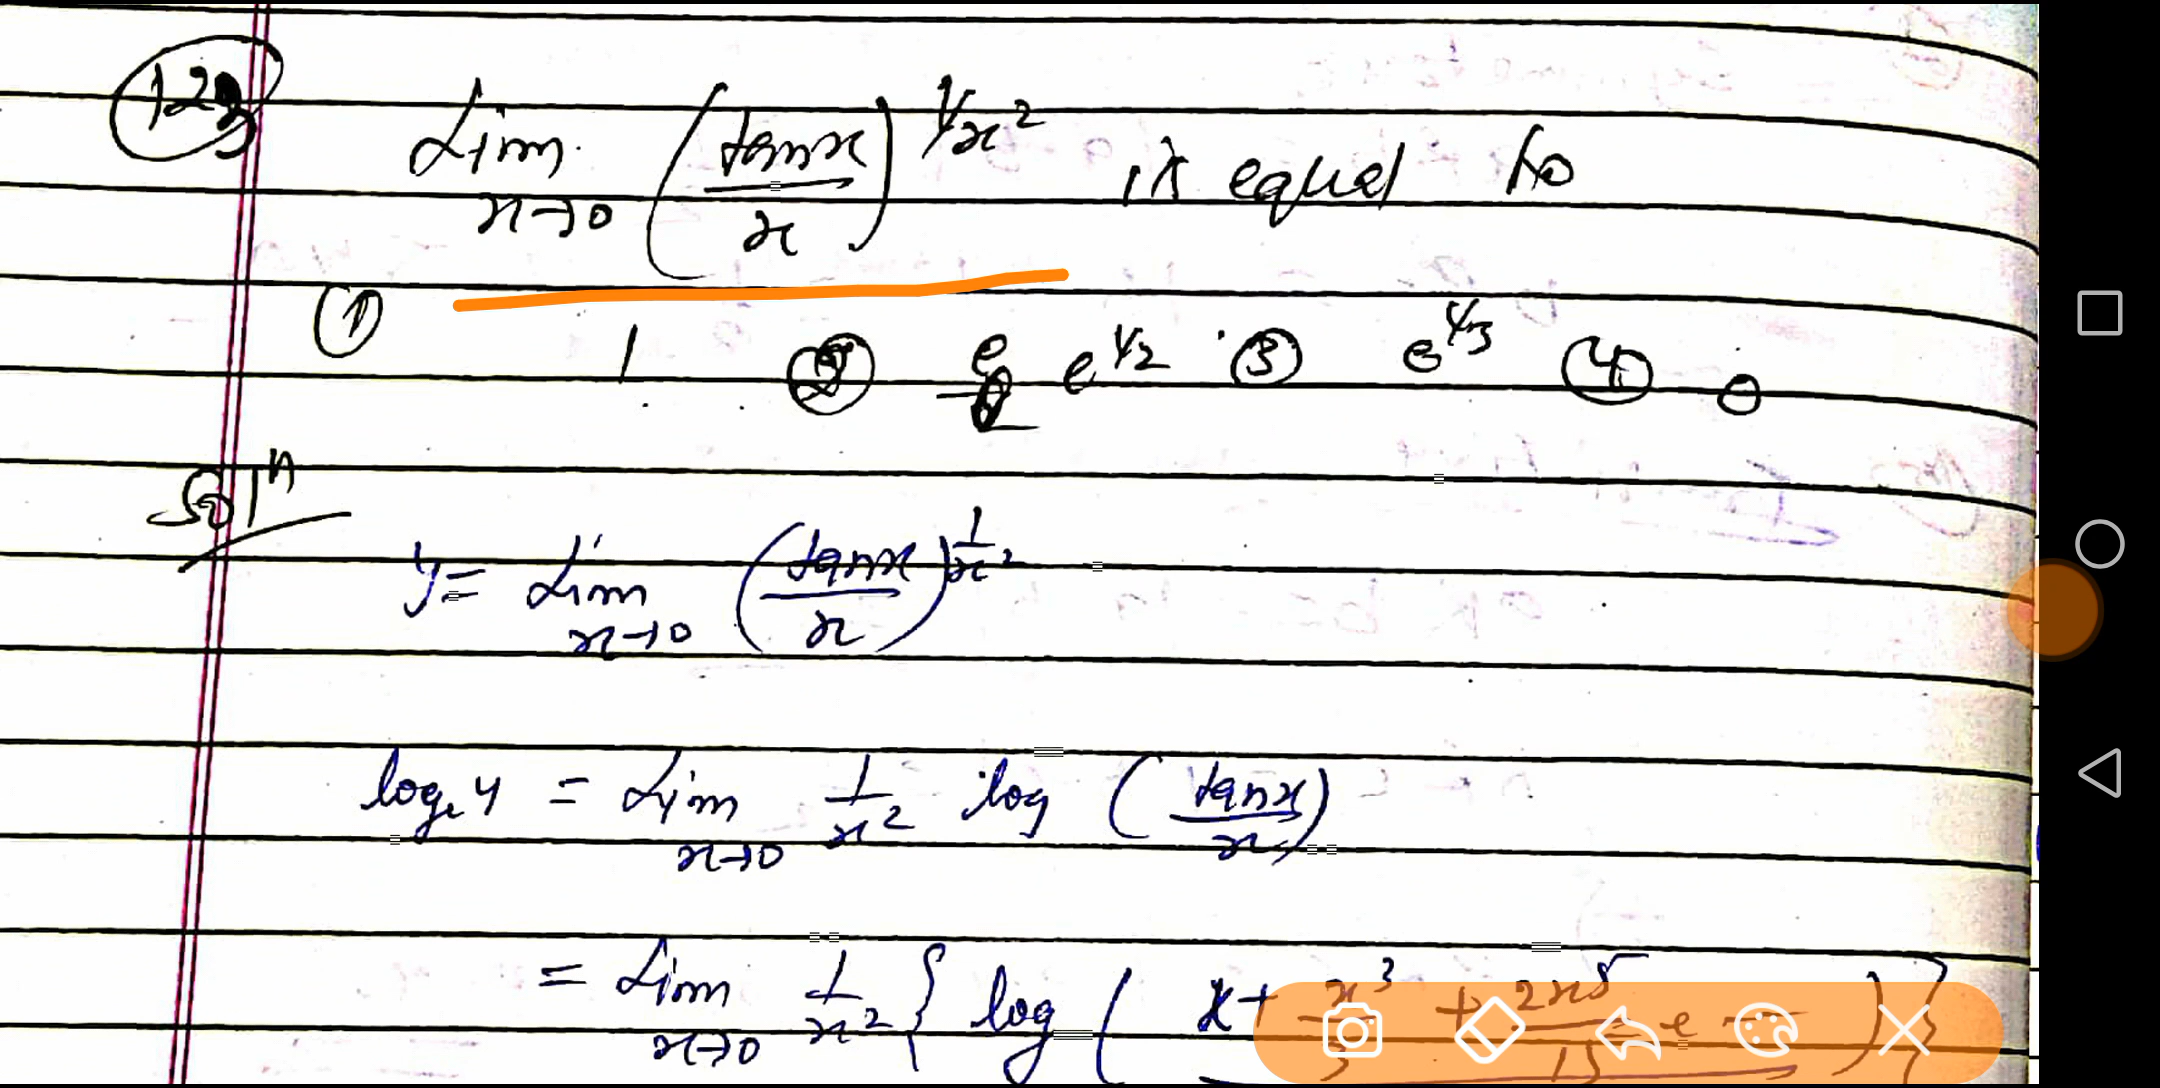 123
Lim x→0 (tanx/x)^1/x² is equal to
① 1 ② e^1/2 ③ e^1/3 ④ 0
Solⁿ
y = Lim x→0 (tanx/x)^1/x²
logₑy = Lim x→0 1/x² log (tanx/x)
= Lim x→0 1/x² { log ( x + x³/3 + 2x⁵/15 + ---